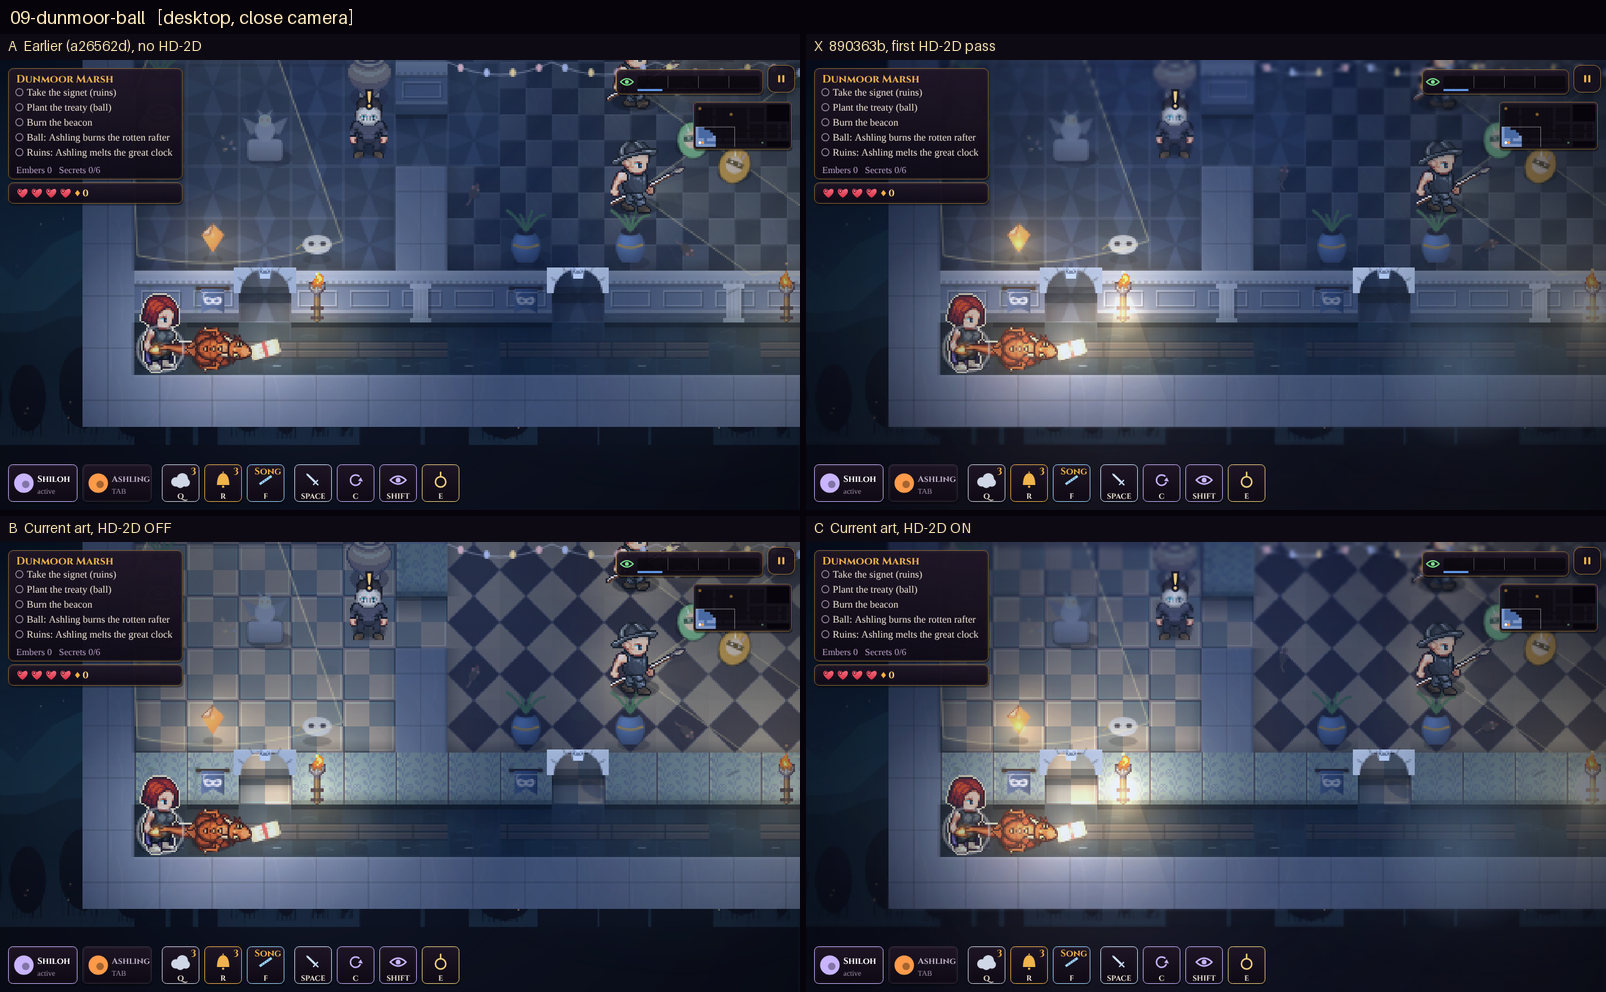 09-dunmoor-ball [desktop, close camera]
A Earlier (a26562d), no HD-2D
DUNMOOR MARSH
Take the signet (ruins)
Plant the treaty (ball)
Burn the beacon
Ball: Ashling burns the rotten rafter
Ruins: Ashling melts the great clock
Embers 0 Secrets 0/6
0
!
SHILOH
active
ASHLING
TAB
3
Q
3
R
SONG
F
SPACE
C
SHIFT
E
X 890363b, first HD-2D pass
DUNMOOR MARSH
Take the signet (ruins)
Plant the treaty (ball)
Burn the beacon
Ball: Ashling burns the rotten rafter
Ruins: Ashling melts the great clock
Embers 0 Secrets 0/6
0
!
SHILOH
active
ASHLING
TAB
3
Q
3
R
SONG
F
SPACE
C
SHIFT
E
B Current art, HD-2D OFF
DUNMOOR MARSH
Take the signet (ruins)
Plant the treaty (ball)
Burn the beacon
Ball: Ashling burns the rotten rafter
Ruins: Ashling melts the great clock
Embers 0 Secrets 0/6
0
!
SHILOH
active
ASHLING
TAB
3
Q
3
R
SONG
F
SPACE
C
SHIFT
E
C Current art, HD-2D ON
DUNMOOR MARSH
Take the signet (ruins)
Plant the treaty (ball)
Burn the beacon
Ball: Ashling burns the rotten rafter
Ruins: Ashling melts the great clock
Embers 0 Secrets 0/6
0
!
SHILOH
active
ASHLING
TAB
3
Q
3
R
SONG
F
SPACE
C
SHIFT
E